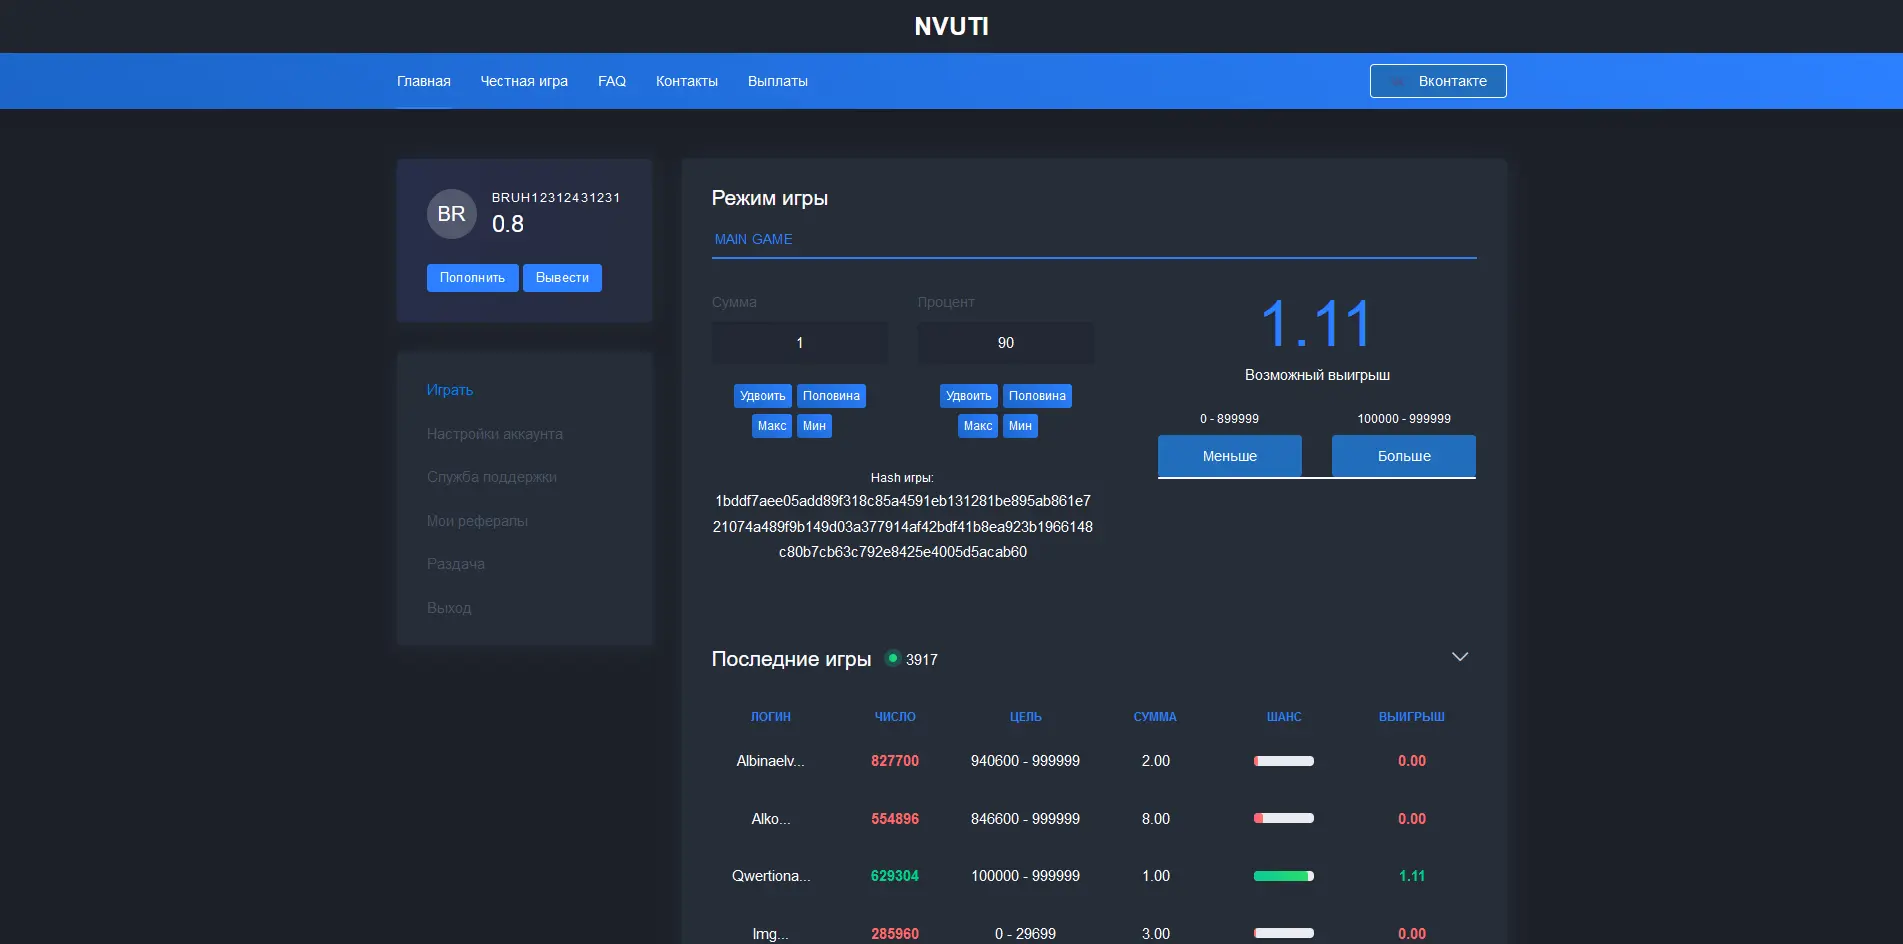 NVUTI
Главная Честная игра FAQ Контакты Выплаты Вконтакте
BR
BRUH12312431231
0.8
Пополнить Вывести
Играть
Настройки аккаунта
Служба поддержки
Мои рефералы
Раздача
Выход
Режим игры
MAIN GAME
Сумма Процент
1 90
Удвоить Половина Удвоить Половина
Макс Мин Макс Мин
1.11
Возможный выигрыш
0 - 899999 100000 - 999999
Меньше Больше
Hash игры:
1bddf7aee05add89f318c85a4591eb131281be895ab861e7
21074a489f9b149d03a377914af42bdf41b8ea923b1966148
c80b7cb63c792e8425e4005d5acab60
Последние игры 3917
ЛОГИН ЧИСЛО ЦЕЛЬ СУММА ШАНС ВЫИГРЫШ
Albinaelv... 827700 940600 - 999999 2.00 0.00
Alko... 554896 846600 - 999999 8.00 0.00
Qwertiona... 629304 100000 - 999999 1.00 1.11
Img... 285960 0 - 29699 3.00 0.00